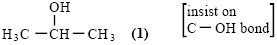 OH
H₃C — CH — CH₃ (1)
insist on
C — OH bond